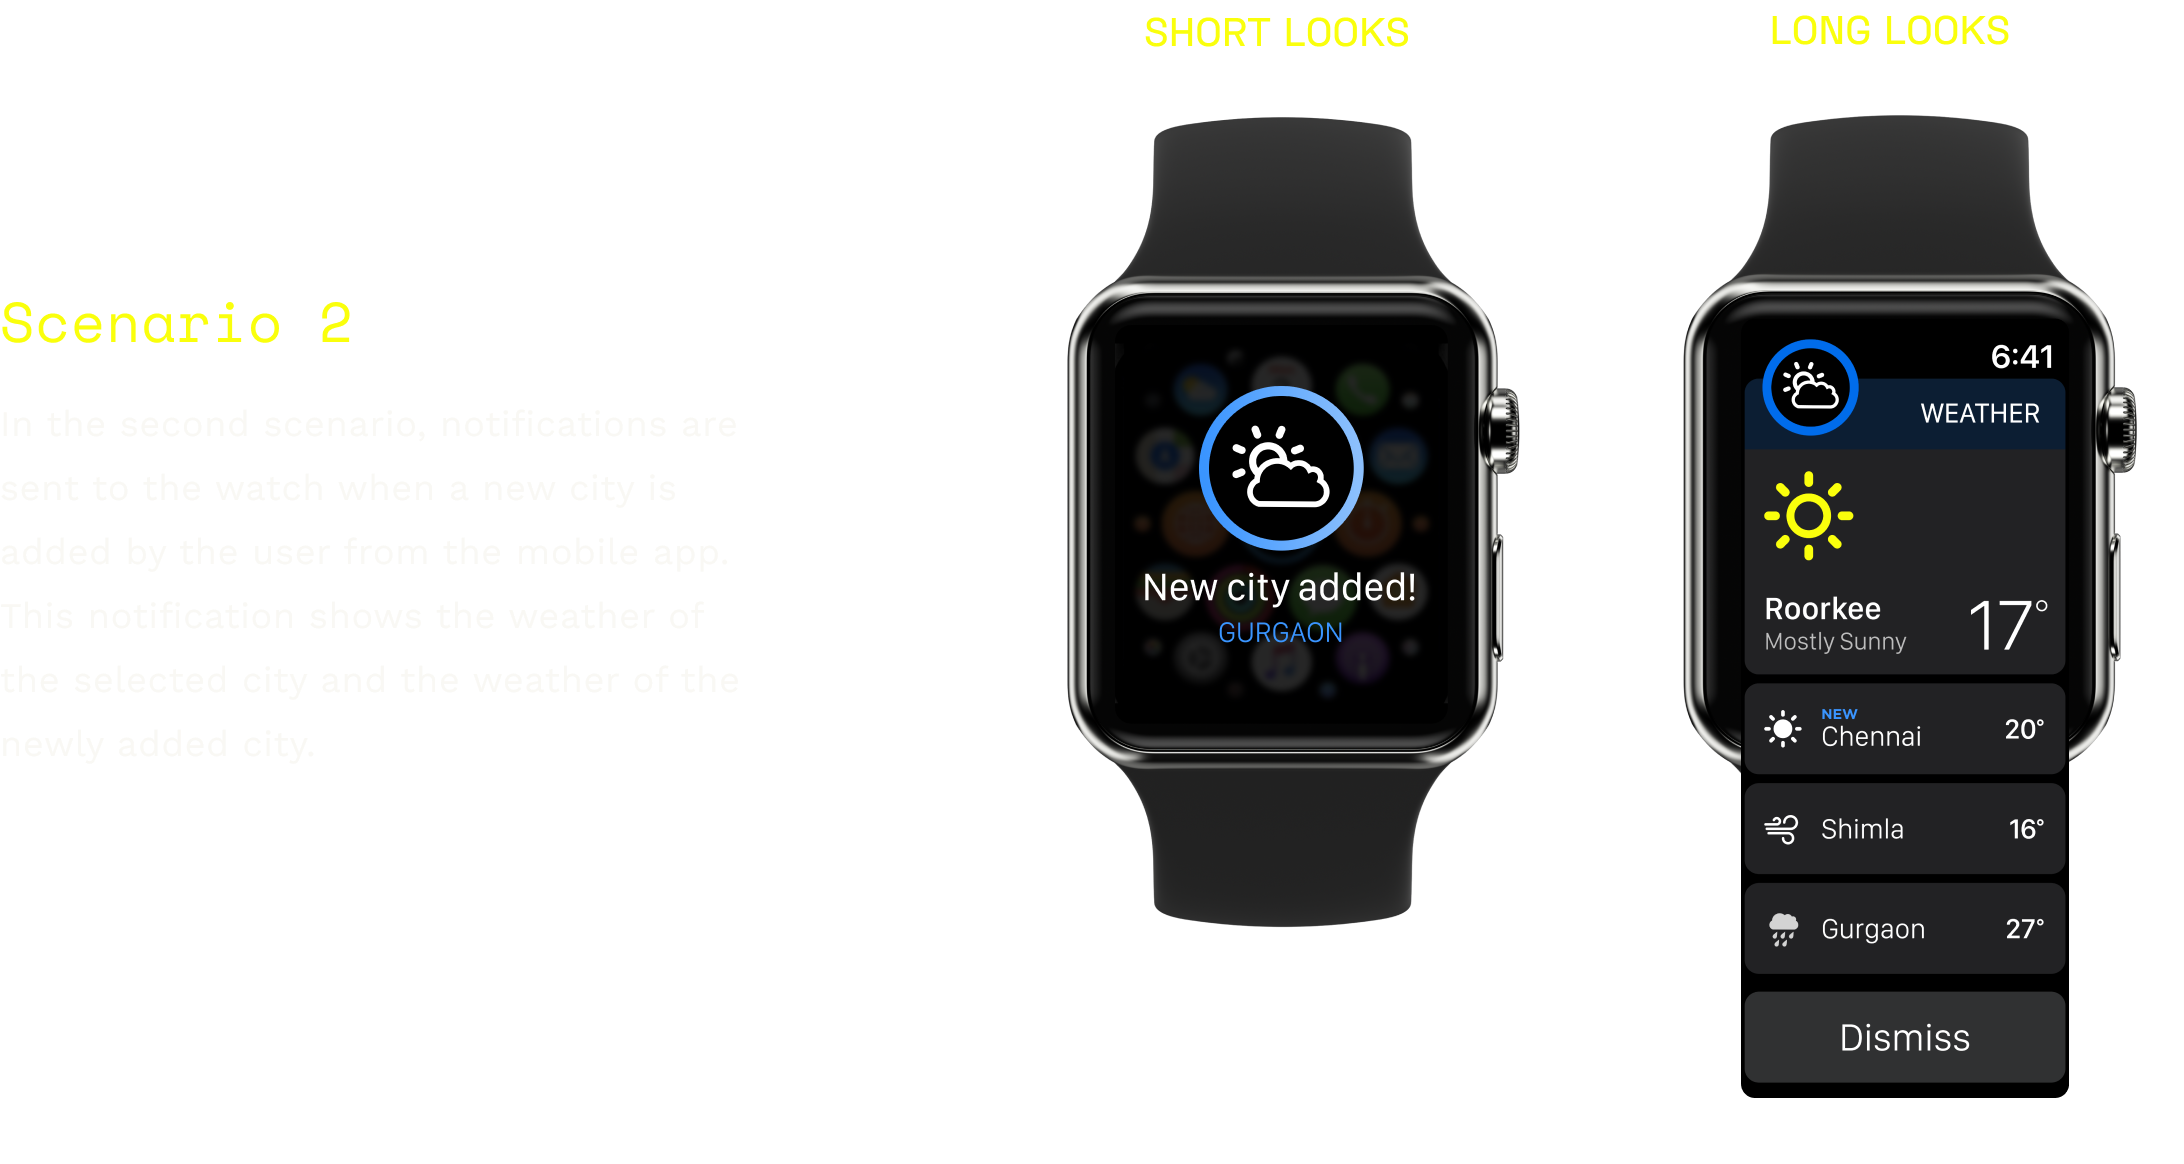 SHORT LOOKS
LONG LOOKS
Scenario 2
In the second scenario, notifications are
sent to the watch when a new city is
added by the user from the mobile app.
This notification shows the weather of
the selected city and the weather of the
newly added city.
New city added!
GURGAON
6:41
WEATHER
Roorkee
Mostly Sunny
17°
NEW
Chennai
20°
Shimla
16°
Gurgaon
27°
Dismiss